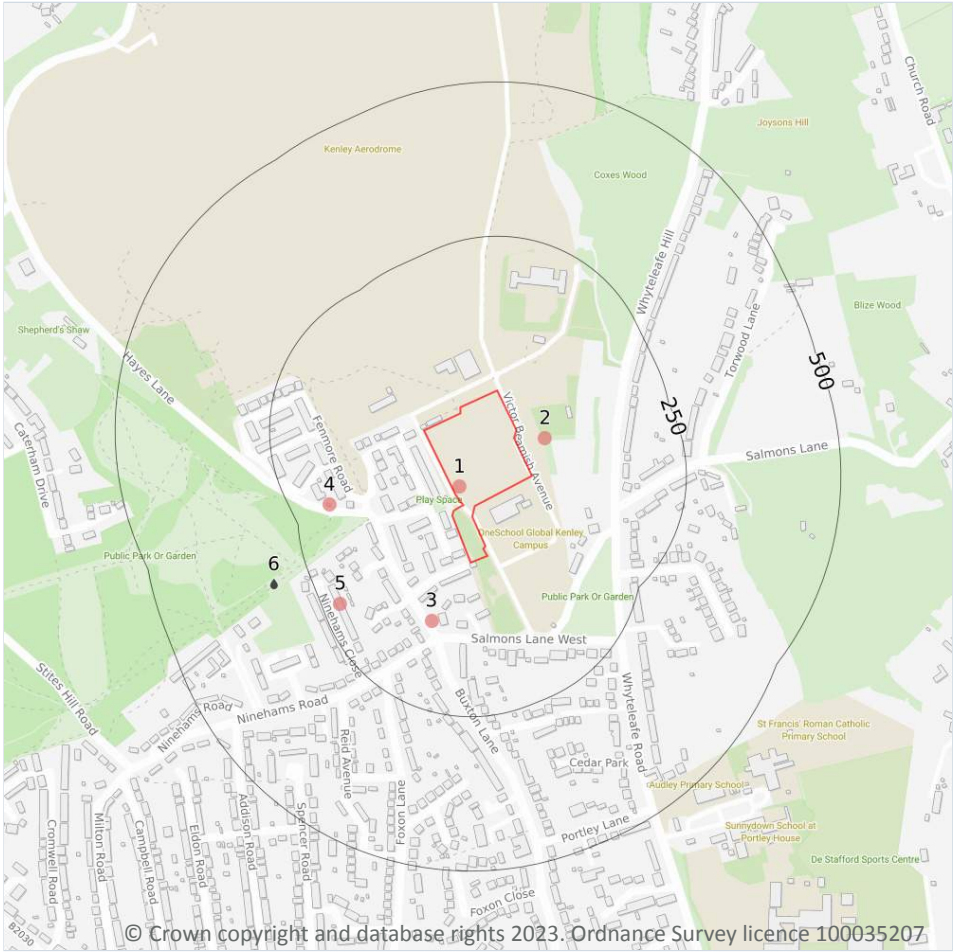 Church Road
Joysons Hill
Kenley Aerodrome
Coxes Wood
Whyteleafe Hill
Blize Wood
Torwood Lane
Shepherd's Shaw
Hayes Lane
500
250
Caterham Drive
Fenmore Road
Victor Beamish Avenue
2
Salmons Lane
1
4
Play Space
OneSchool Global Kenley
Campus
Public Park Or Garden
6
5
Ninehams Close
3
Public Park Or Garden
Salmons Lane West
Stites Hill Road
Ninehams Road
Ninehams Road
Buxton Lane
Whyteleafe Road
St Francis' Roman Catholic
Primary School
Reid Avenue
Cedar Park
Audley Primary School
Foxon Lane
Addison Road
Spencer Road
Portley Lane
Sunnydown School at
Portley House
Cromwell Road
Milton Road
Campbell Road
Eldon Road
De Stafford Sports Centre
Foxon Close
B2030
© Crown copyright and database rights 2023. Ordnance Survey licence 100035207